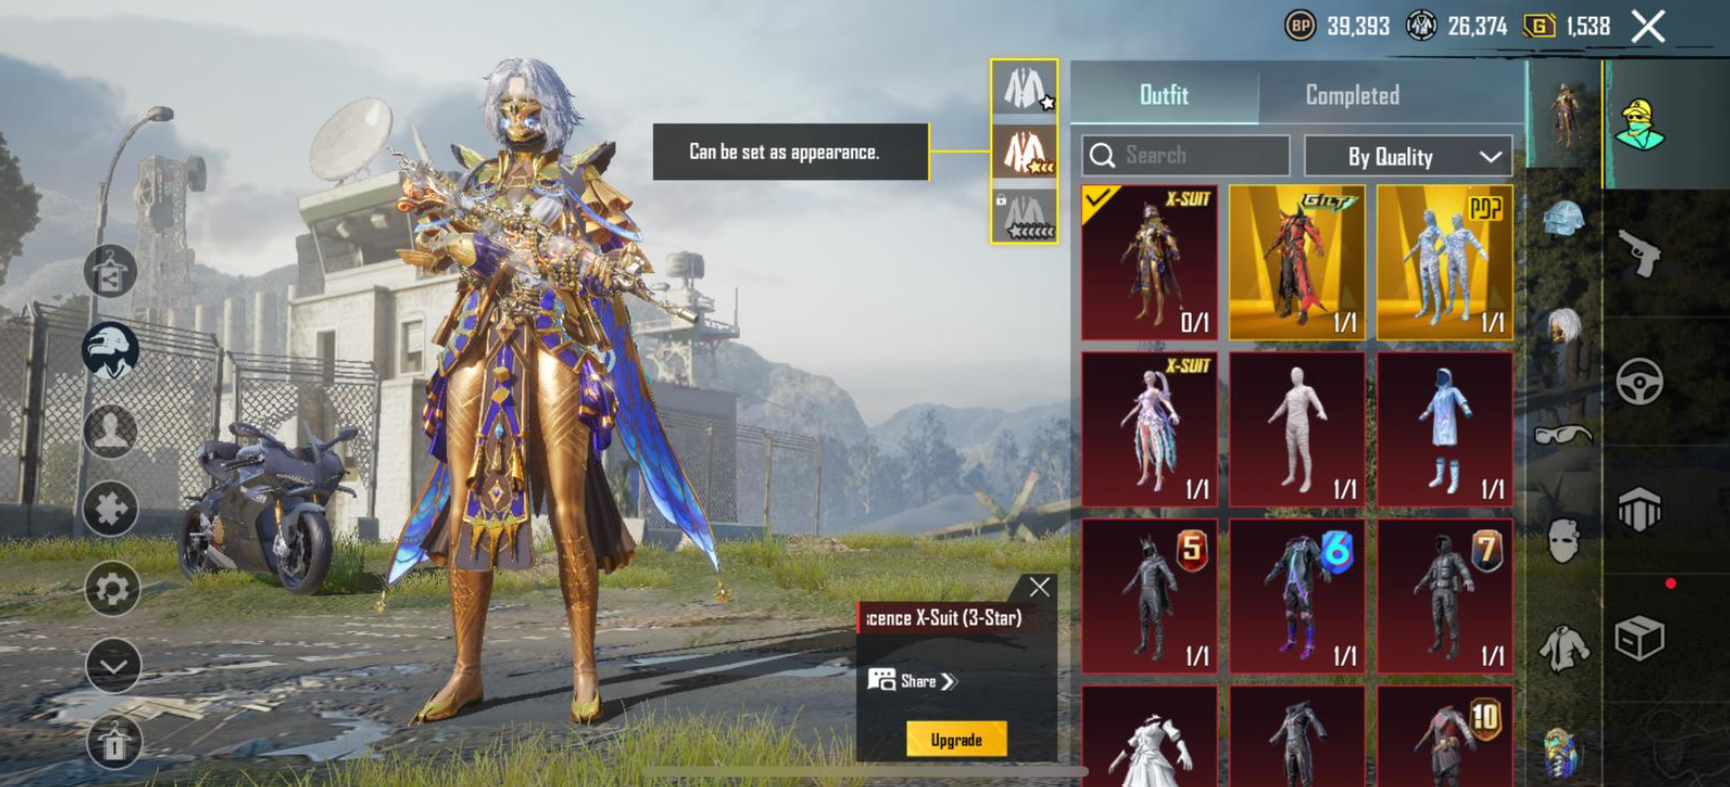 BP 39,393 26,374 G 1,538
Outfit Completed
Can be set as appearance.
Search By Quality
X-SUIT GILT PDP
0/1 1/1 1/1
X-SUIT
1/1 1/1 1/1
5 6 7
1/1 1/1 1/1
10
cence X-Suit (3-Star)
Share
Upgrade